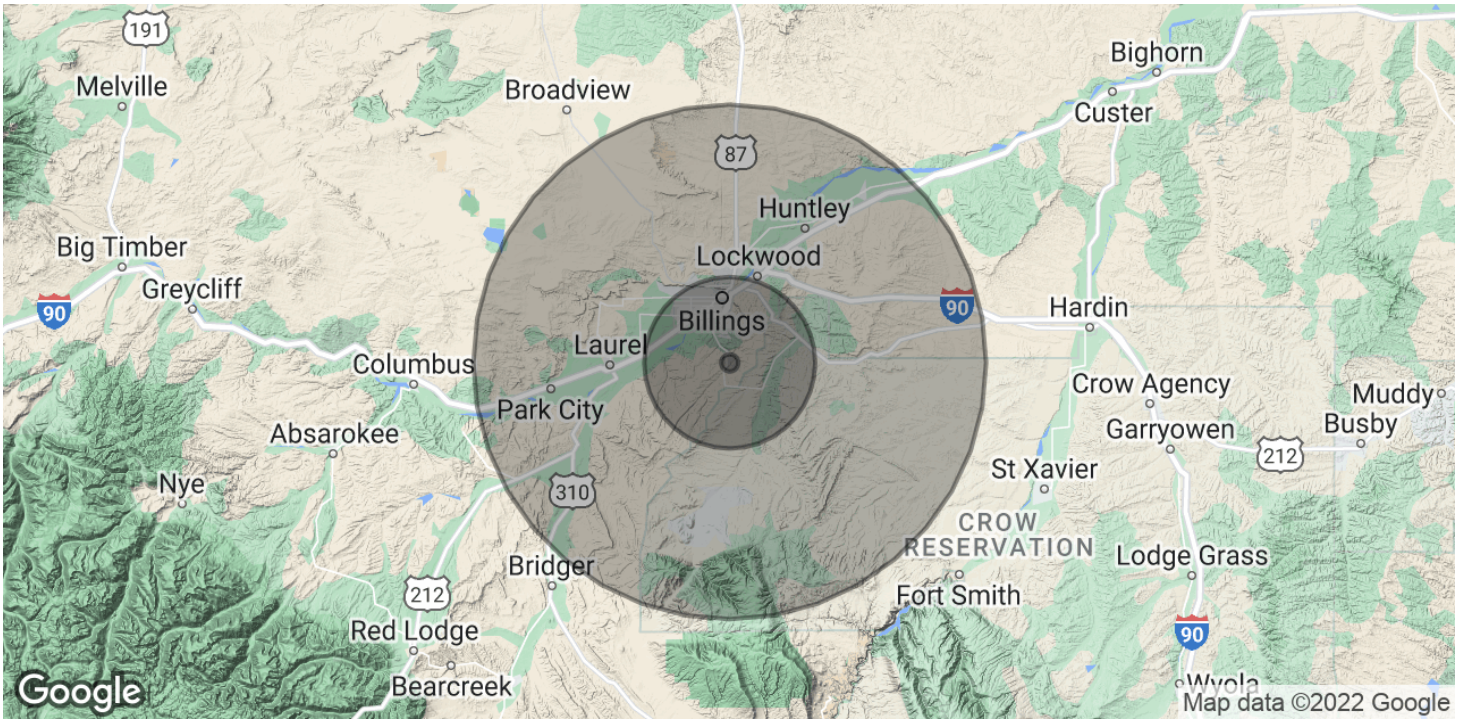 191
Melville
Broadview
Bighorn
Custer
87
Huntley
Lockwood
Big Timber
Greycliff
90
90
Hardin
Billings
Laurel
Columbus
Park City
Crow Agency
Muddy
Absarokee
Garryowen
Busby
212
Nye
310
St Xavier
CROW
RESERVATION
Bridger
Lodge Grass
212
Fort Smith
Red Lodge
90
Bearcreek
Wyola
Google
Map data ©2022 Google